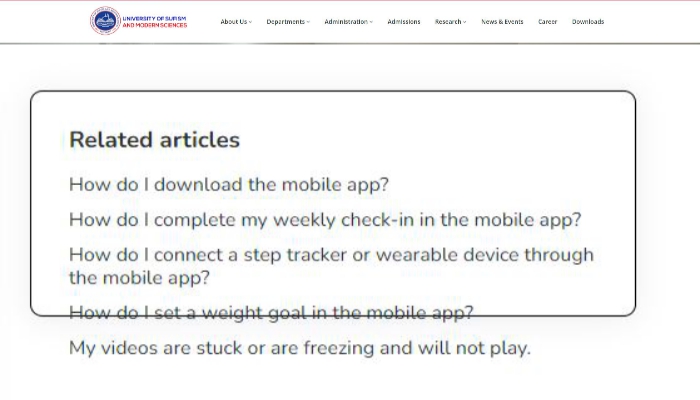 UNIVERSITY OF SUFISM
AND MODERN SCIENCES
About Us Departments Administration Admissions Research News & Events Career Downloads
Related articles
How do I download the mobile app?
How do I complete my weekly check-in in the mobile app?
How do I connect a step tracker or wearable device through
the mobile app?
How do I set a weight goal in the mobile app?
My videos are stuck or are freezing and will not play.